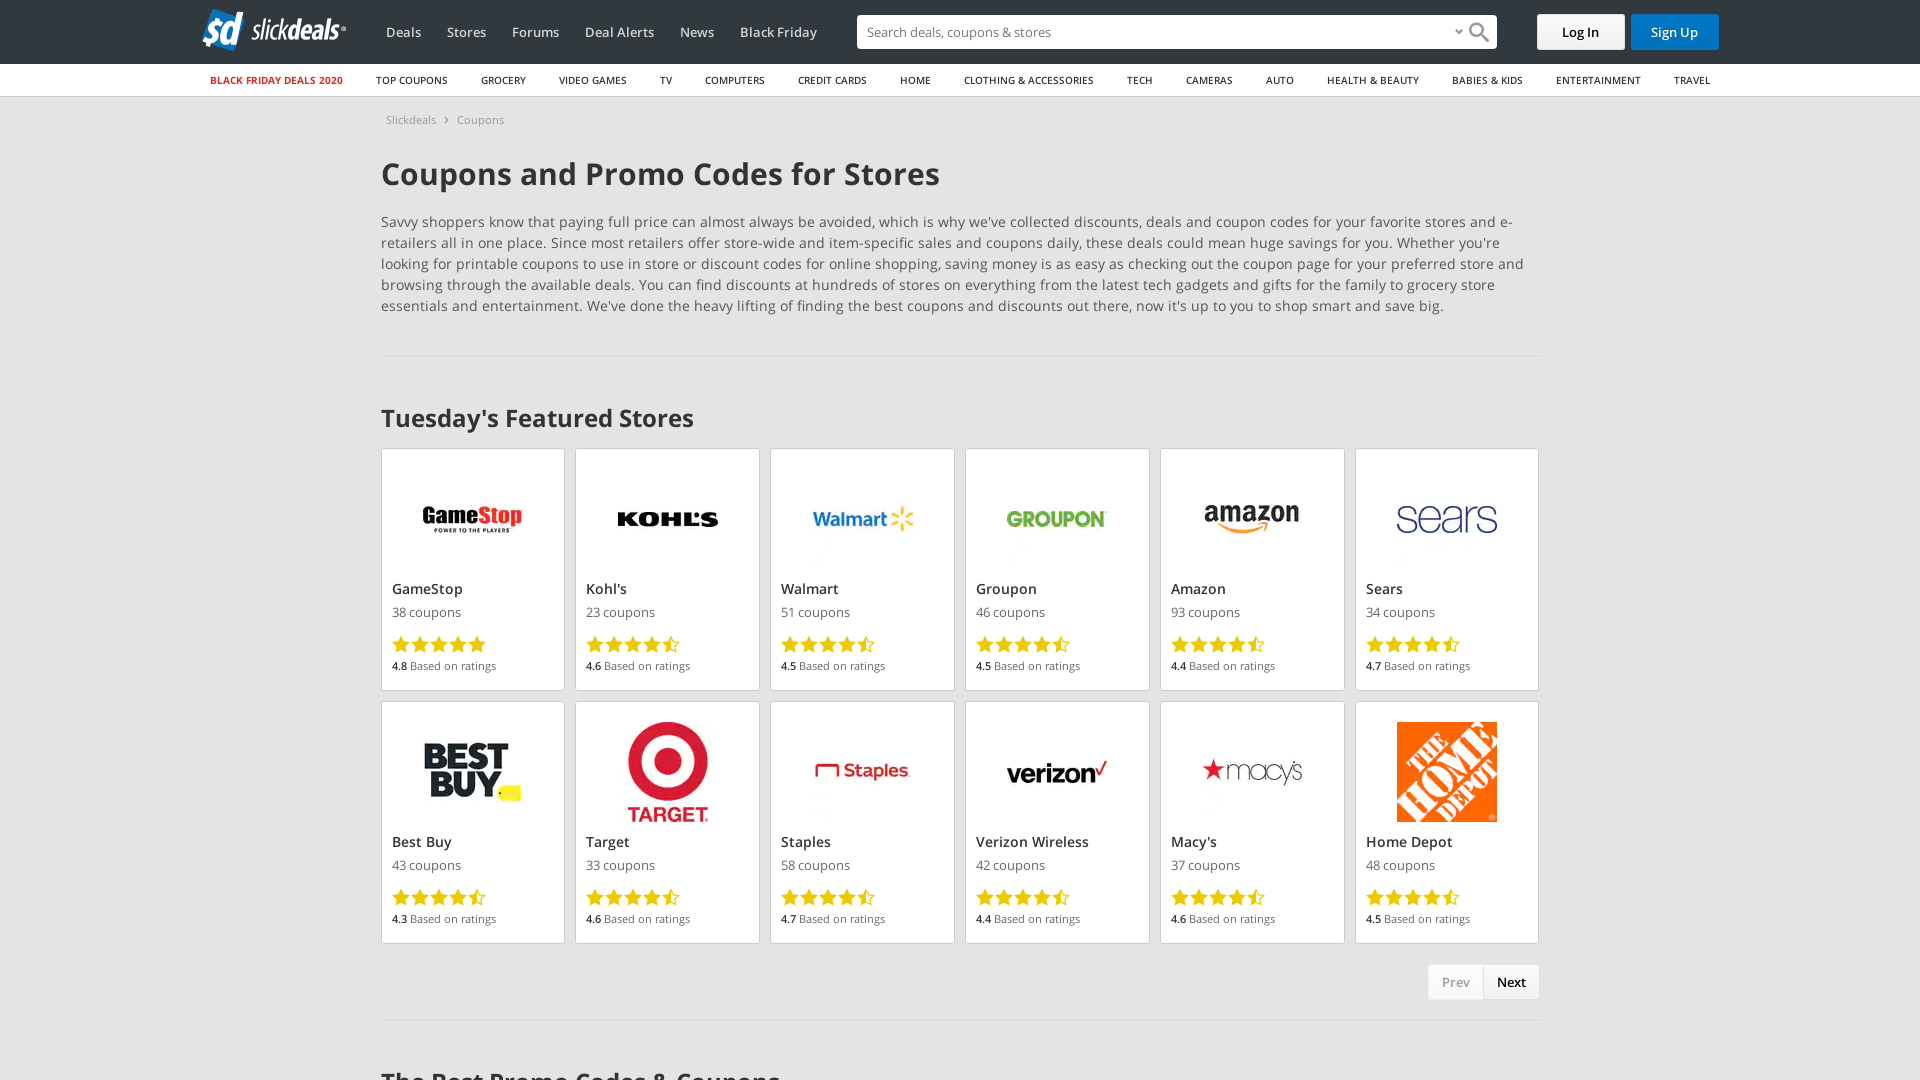 sd slickdeals
Deals Stores Forums Deal Alerts News Black Friday
Search deals, coupons & stores
Log In
Sign Up
BLACK FRIDAY DEALS 2020 TOP COUPONS GROCERY VIDEO GAMES TV COMPUTERS CREDIT CARDS HOME CLOTHING & ACCESSORIES TECH CAMERAS AUTO HEALTH & BEAUTY BABIES & KIDS ENTERTAINMENT TRAVEL
Slickdeals › Coupons
Coupons and Promo Codes for Stores
Savvy shoppers know that paying full price can almost always be avoided, which is why we've collected discounts, deals and coupon codes for your favorite stores and e-
retailers all in one place. Since most retailers offer store-wide and item-specific sales and coupons daily, these deals could mean huge savings for you. Whether you're
looking for printable coupons to use in store or discount codes for online shopping, saving money is as easy as checking out the coupon page for your preferred store and
browsing through the available deals. You can find discounts at hundreds of stores on everything from the latest tech gadgets and gifts for the family to grocery store
essentials and entertainment. We've done the heavy lifting of finding the best coupons and discounts out there, now it's up to you to shop smart and save big.
Tuesday's Featured Stores
GameStop
POWER TO THE PLAYERS
GameStop
38 coupons
4.8 Based on ratings
KOHL'S
Kohl's
23 coupons
4.6 Based on ratings
Walmart
Walmart
51 coupons
4.5 Based on ratings
GROUPON
Groupon
46 coupons
4.5 Based on ratings
amazon
Amazon
93 coupons
4.4 Based on ratings
sears
Sears
34 coupons
4.7 Based on ratings
BEST
BUY
Best Buy
43 coupons
4.3 Based on ratings
TARGET
Target
33 coupons
4.6 Based on ratings
Staples
Staples
58 coupons
4.7 Based on ratings
verizon
Verizon Wireless
42 coupons
4.4 Based on ratings
macy's
Macy's
37 coupons
4.6 Based on ratings
THE
HOME
DEPOT
Home Depot
48 coupons
4.5 Based on ratings
Prev
Next
The Best Promo Codes & Coupons